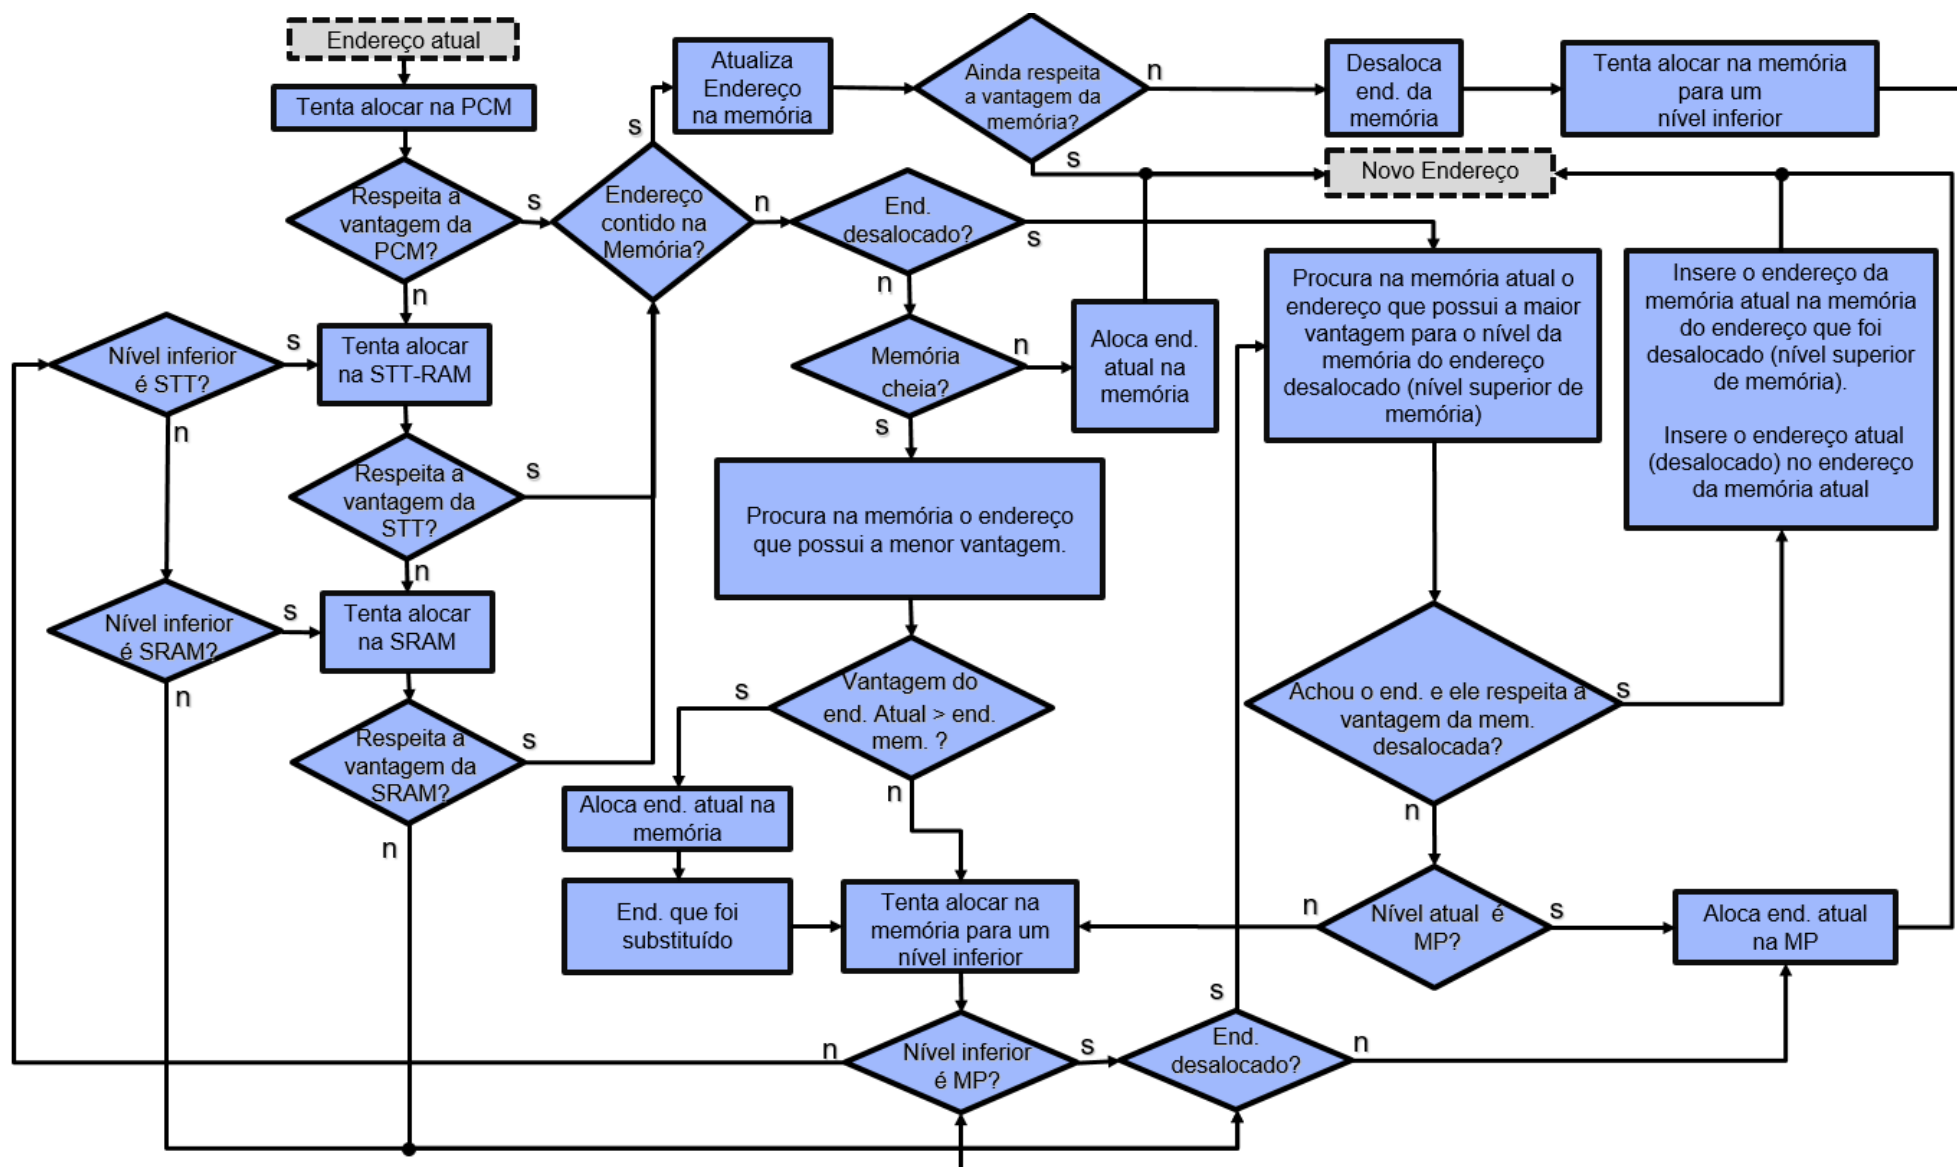 Endereço atual
Tenta alocar na PCM
Respeita a
vantagem da
PCM?
s
n
Endereço
contido na
Memória?
s
n
Atualiza
Endereço
na memória
Ainda respeita
a vantagem da
memória?
n
s
Desaloca
end. da
memória
Tenta alocar na memória
para um
nível inferior
Novo Endereço
End.
desalocado?
s
n
Memória
cheia?
n
s
Aloca end.
atual na
memória
Procura na memória atual o
endereço que possui a maior
vantagem para o nível da
memória do endereço
desalocado (nível superior de
memória)
Insere o endereço da
memória atual na memória
do endereço que foi
desalocado (nível superior
de memória).
Insere o endereço atual
(desalocado) no endereço
da memória atual
Nível inferior
é STT?
s
n
Tenta alocar
na STT-RAM
Respeita a
vantagem da
STT?
s
n
Procura na memória o endereço
que possui a menor vantagem.
Nível inferior
é SRAM?
s
n
Tenta alocar
na SRAM
Respeita a
vantagem da
SRAM?
s
n
Vantagem do
end. Atual > end.
mem. ?
s
n
Achou o end. e ele respeita a
vantagem da mem.
desalocada?
s
n
Aloca end. atual na
memória
End. que foi
substituído
Tenta alocar na
memória para um
nível inferior
Nível atual é
MP?
n
s
Aloca end. atual
na MP
Nível inferior
é MP?
n
s
End.
desalocado?
s
n